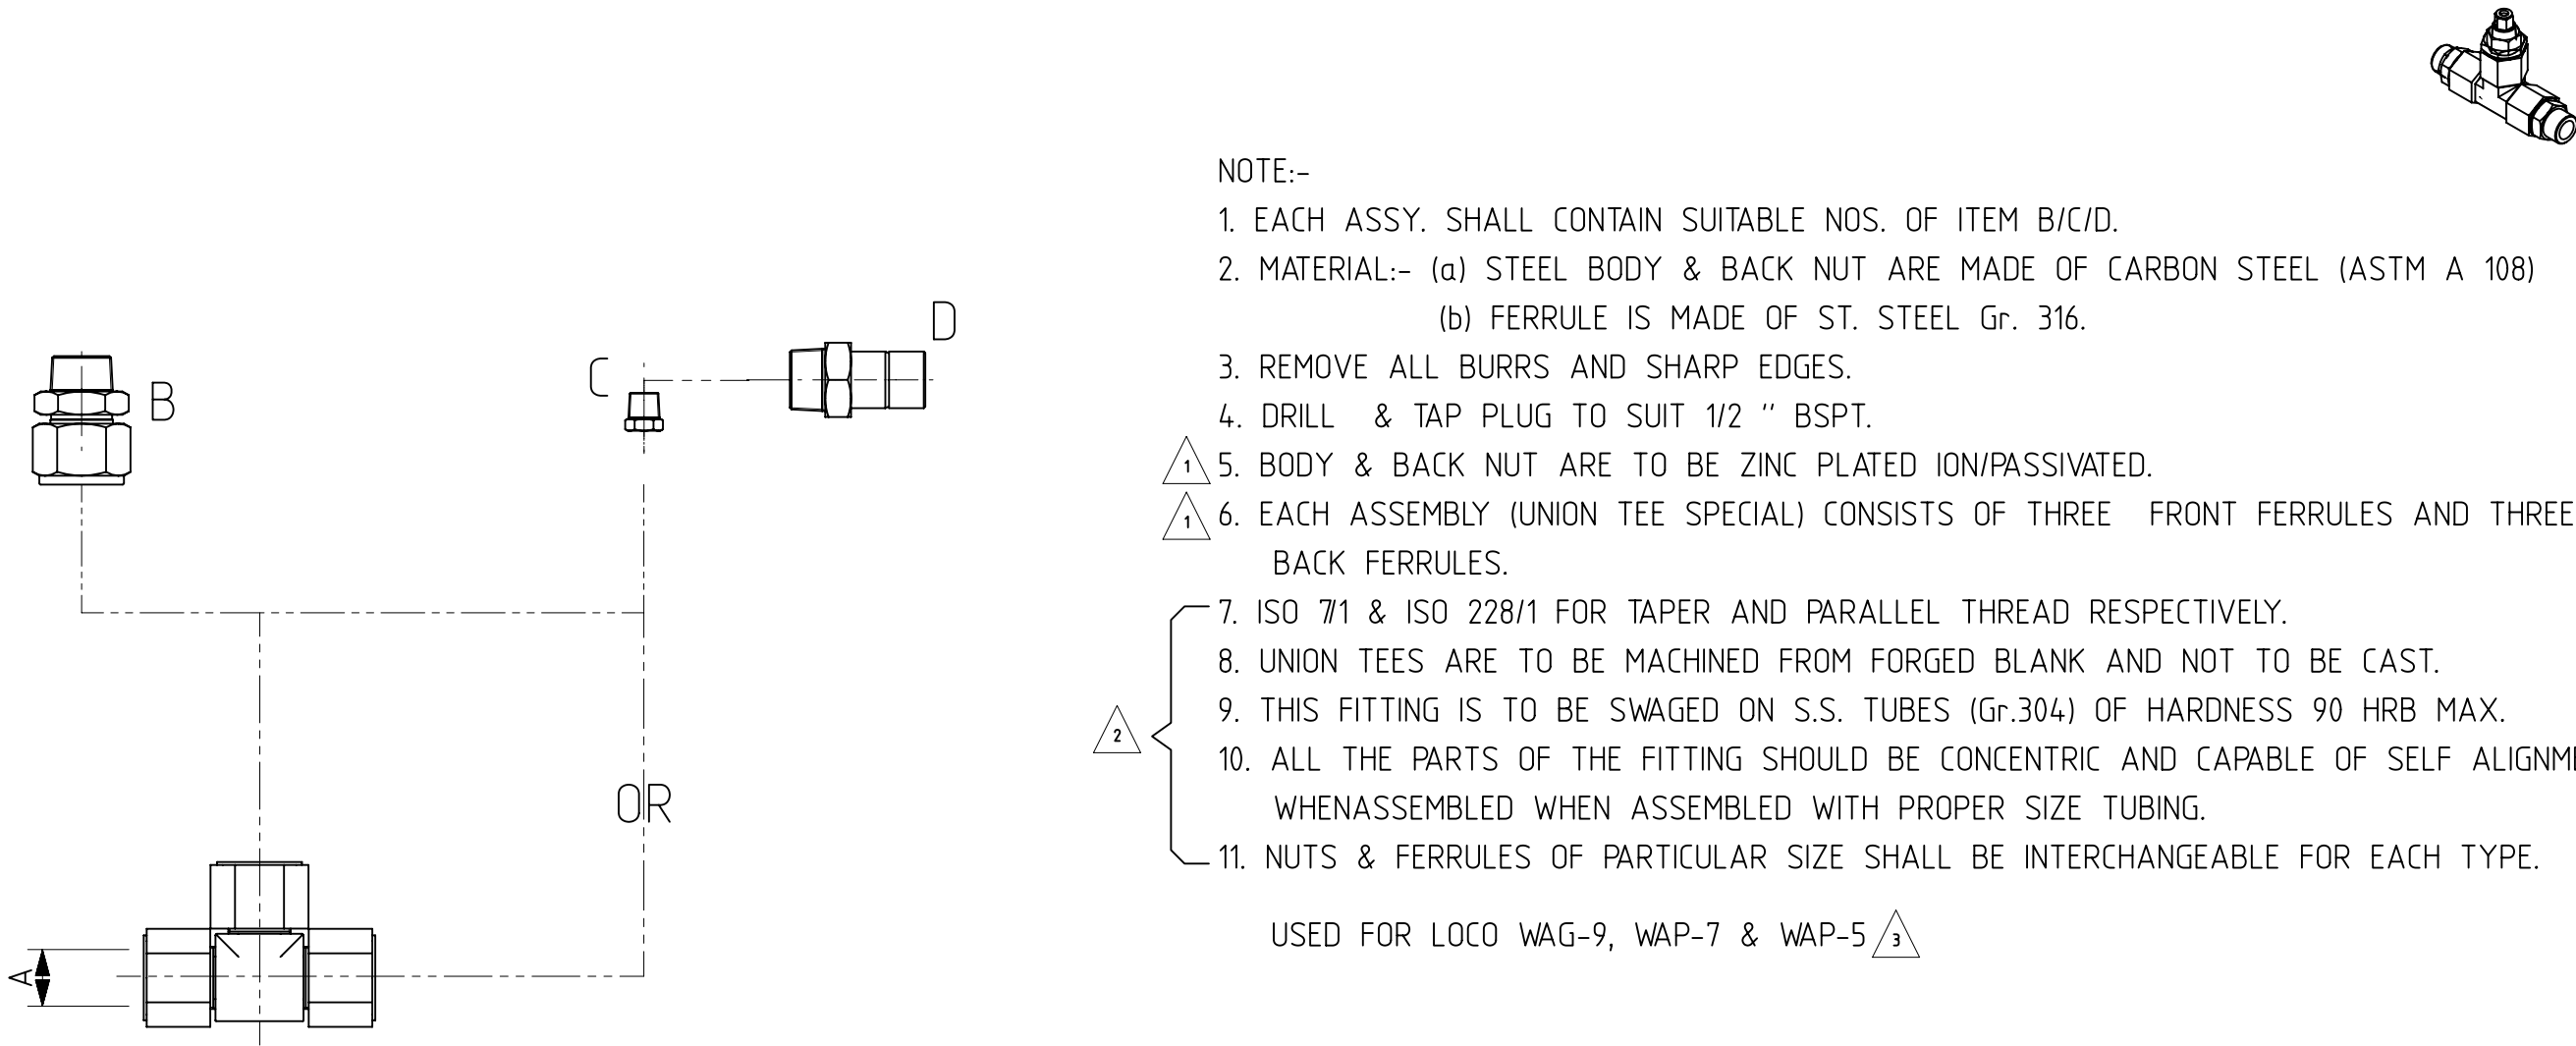 NOTE:-
1. EACH ASSY. SHALL CONTAIN SUITABLE NOS. OF ITEM B/C/D.
2. MATERIAL:- (a) STEEL BODY & BACK NUT ARE MADE OF CARBON STEEL (ASTM A 108)
(b) FERRULE IS MADE OF ST. STEEL Gr. 316.
3. REMOVE ALL BURRS AND SHARP EDGES.
4. DRILL & TAP PLUG TO SUIT 1/2 '' BSPT.
1 5. BODY & BACK NUT ARE TO BE ZINC PLATED ION/PASSIVATED.
1 6. EACH ASSEMBLY (UNION TEE SPECIAL) CONSISTS OF THREE FRONT FERRULES AND THREE
BACK FERRULES.
7. ISO 7/1 & ISO 228/1 FOR TAPER AND PARALLEL THREAD RESPECTIVELY.
8. UNION TEES ARE TO BE MACHINED FROM FORGED BLANK AND NOT TO BE CAST.
9. THIS FITTING IS TO BE SWAGED ON S.S. TUBES (Gr.304) OF HARDNESS 90 HRB MAX.
2
10. ALL THE PARTS OF THE FITTING SHOULD BE CONCENTRIC AND CAPABLE OF SELF
WHENASSEMBLED WHEN ASSEMBLED WITH PROPER SIZE TUBING.
11. NUTS & FERRULES OF PARTICULAR SIZE SHALL BE INTERCHANGEABLE FOR EACH TYPE.
USED FOR LOCO WAG-9, WAP-7 & WAP-5 3
B
C
D
OR
A